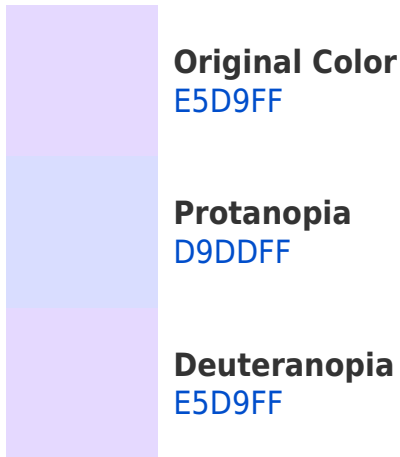 Original Color
E5D9FF
Protanopia
D9DDFF
Deuteranopia
E5D9FF